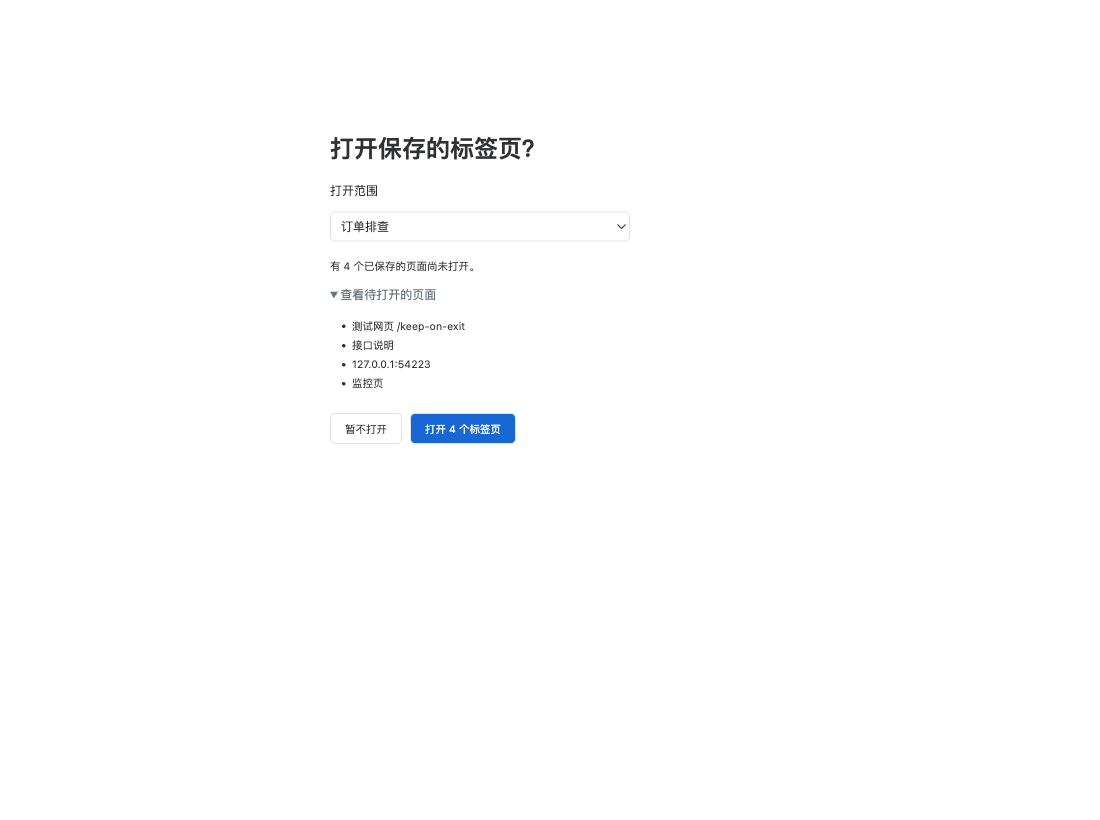 打开保存的标签页?
打开范围
订单排查
有 4 个已保存的页面尚未打开。
▼查看待打开的页面
• 测试网页 /keep-on-exit
• 接口说明
• 127.0.0.1:54223
• 监控页
暂不打开 打开 4 个标签页